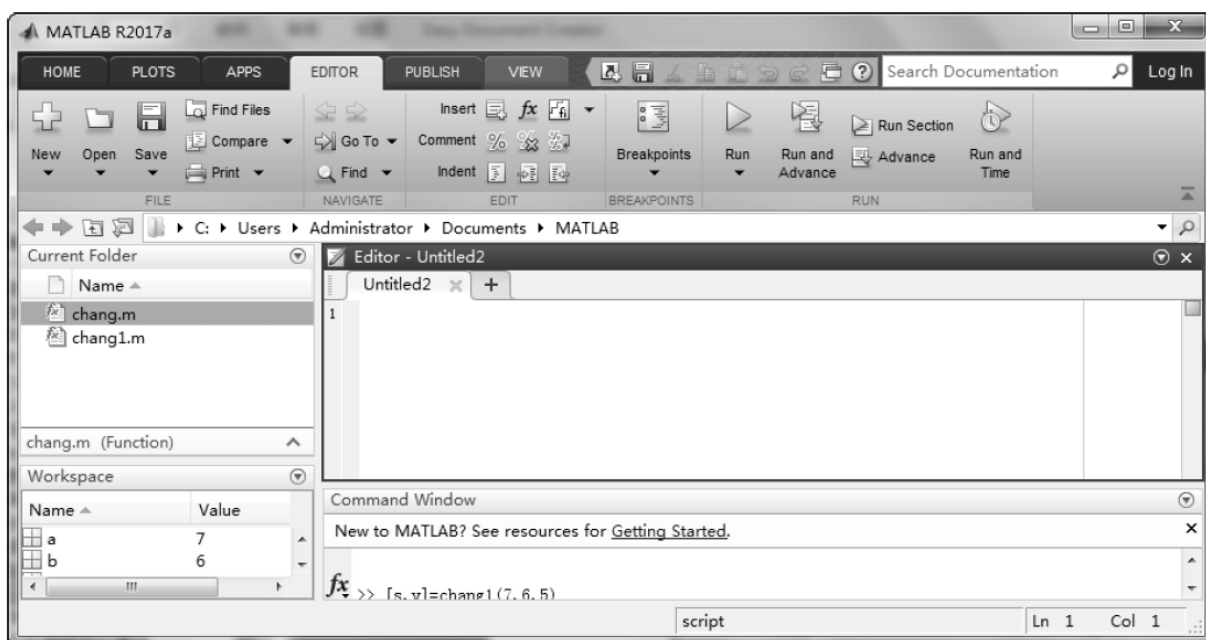 MATLAB R2017a
HOME PLOTS APPS EDITOR PUBLISH VIEW Search Documentation Log In
New
Open
Save
Find Files
Compare
Print
FILE
Go To
Find
NAVIGATE
Insert fx
Comment
Indent
EDIT
Breakpoints
BREAKPOINTS
Run
Run and
Advance
Run Section
Advance
Run and
Time
RUN
C: Users Administrator Documents MATLAB
Current Folder
Name
chang.m
chang1.m
chang.m (Function)
Workspace
Name Value
a 7
b 6
Editor - Untitled2
Untitled2 +
1
Command Window
New to MATLAB? See resources for Getting Started.
fx >> [s,v]=chang1(7,6,5)
script Ln 1 Col 1